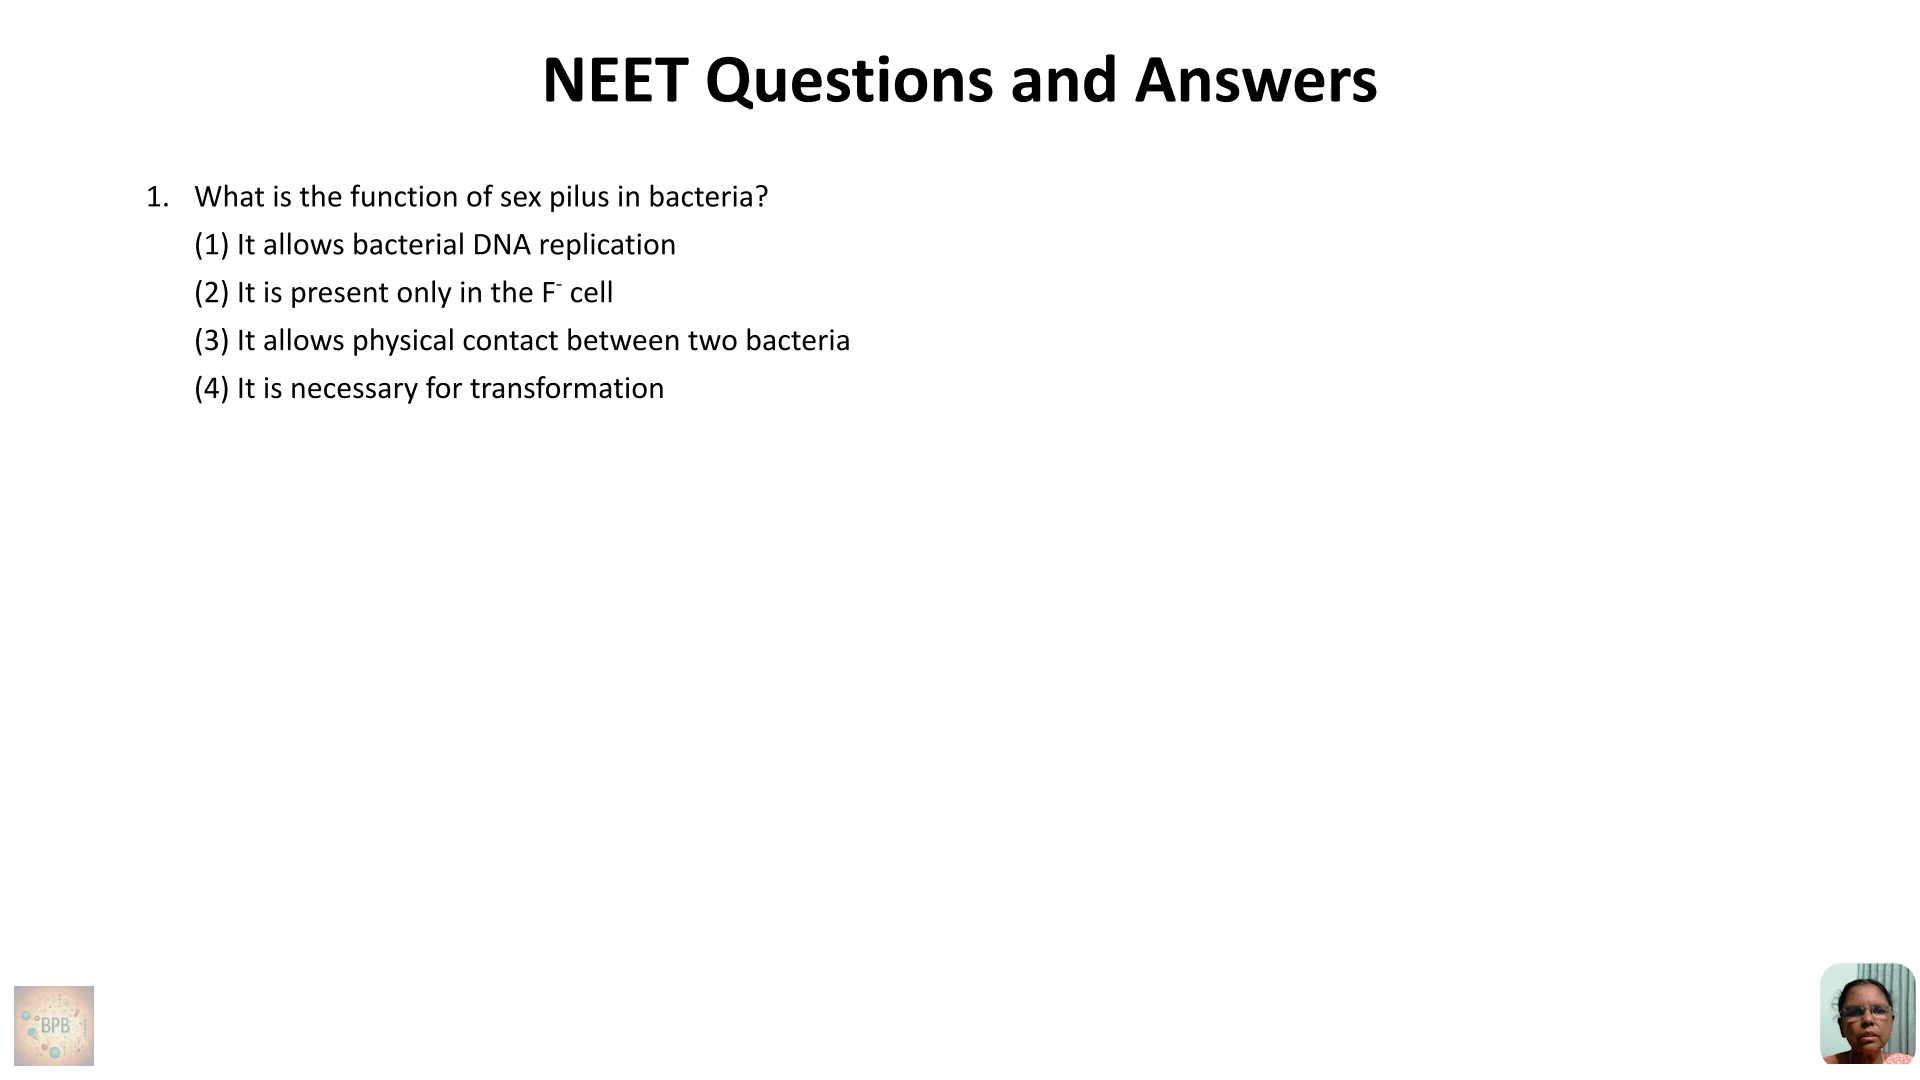 NEET Questions and Answers
1. What is the function of sex pilus in bacteria?
(1) It allows bacterial DNA replication
(2) It is present only in the F⁻ cell
(3) It allows physical contact between two bacteria
(4) It is necessary for transformation
BPB